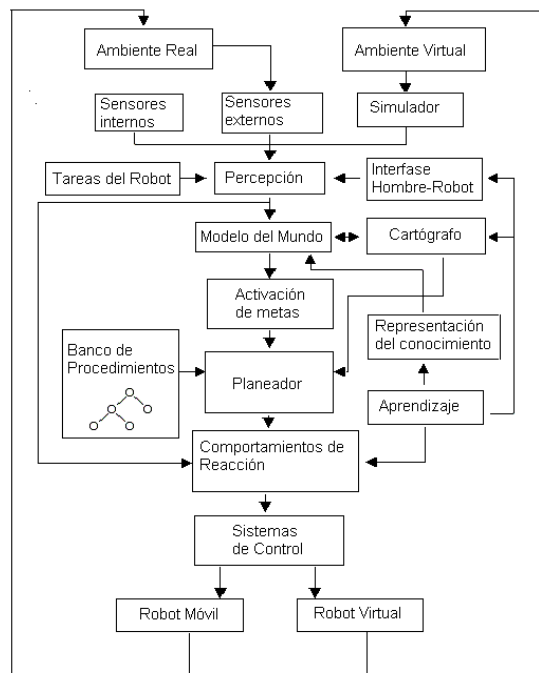 Ambiente Real
Ambiente Virtual
Sensores
internos
Sensores
externos
Simulador
Tareas del Robot
Percepción
Interfase
Hombre-Robot
Modelo del Mundo
Cartógrafo
Activación
de metas
Representación
del conocimiento
Banco de
Procedimientos
Planeador
Aprendizaje
Comportamientos de
Reacción
Sistemas
de Control
Robot Móvil
Robot Virtual